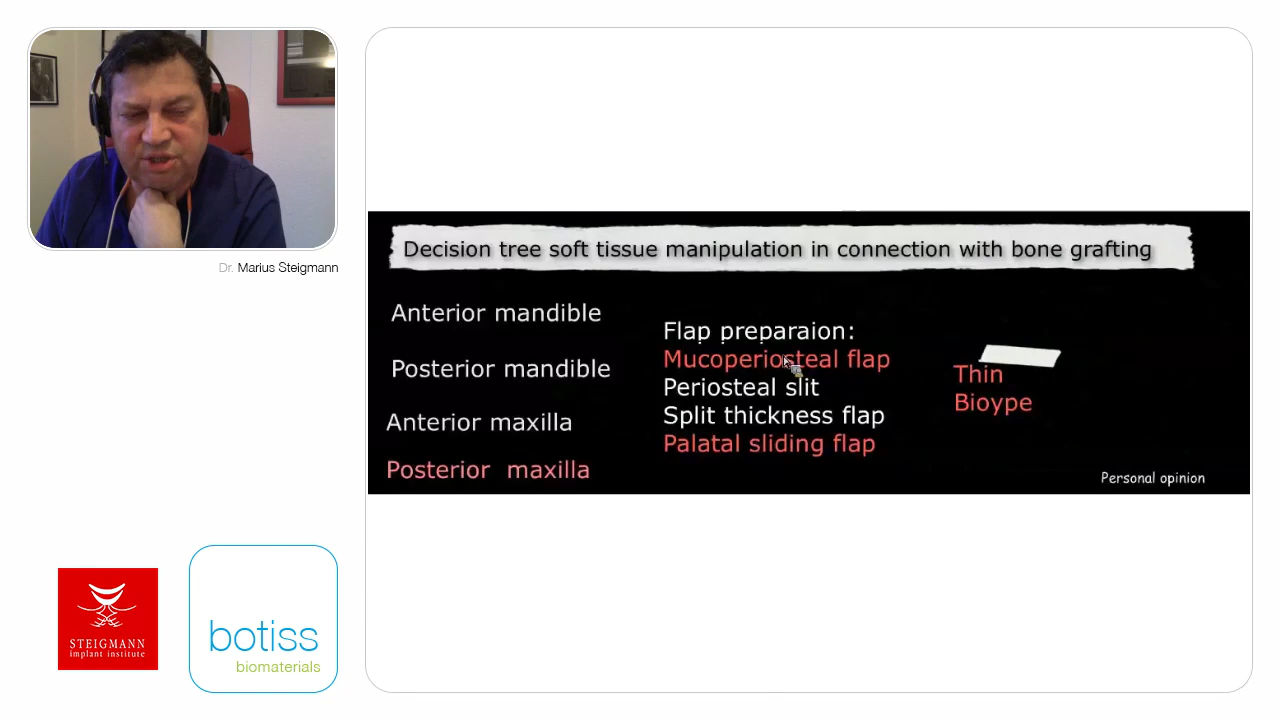 Dr. Marius Steigmann
STEIGMANN
implant institute
botiss
biomaterials
Decision tree soft tissue manipulation in connection with bone grafting
Anterior mandible
Posterior mandible
Anterior maxilla
Posterior maxilla
Flap preparaion:
Mucoperiosteal flap
Periosteal slit
Split thickness flap
Palatal sliding flap
Thin
Bioype
Personal opinion